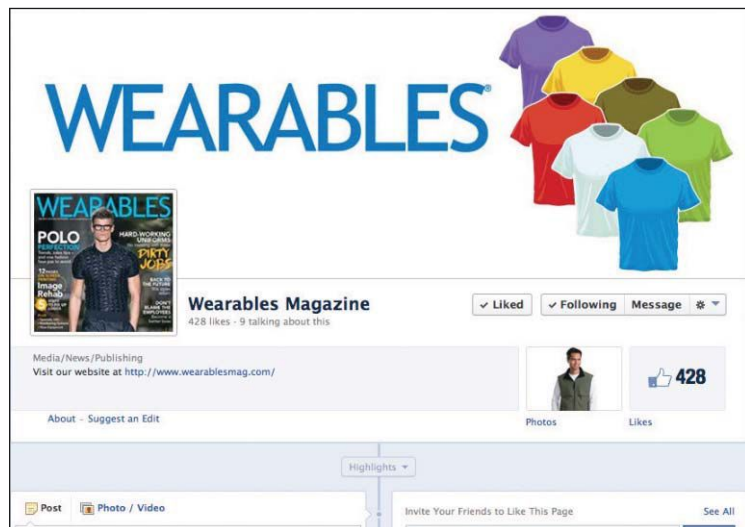 WEARABLES®
WEARABLES
POLO
PERFECTION
HARD-WORKING
UNIFORMS
DIRTY
JOBS
Image
Rehab
5
BACK TO
THE FUTURE
DON'T
BLAME THE
EMPLOYEES
Wearables Magazine
428 likes · 9 talking about this
✓ Liked
✓ Following
Message
Media/News/Publishing
Visit our website at http://www.wearablesmag.com/
428
About - Suggest an Edit
Photos
Likes
Highlights
Post
Photo / Video
Invite Your Friends to Like This Page
See All